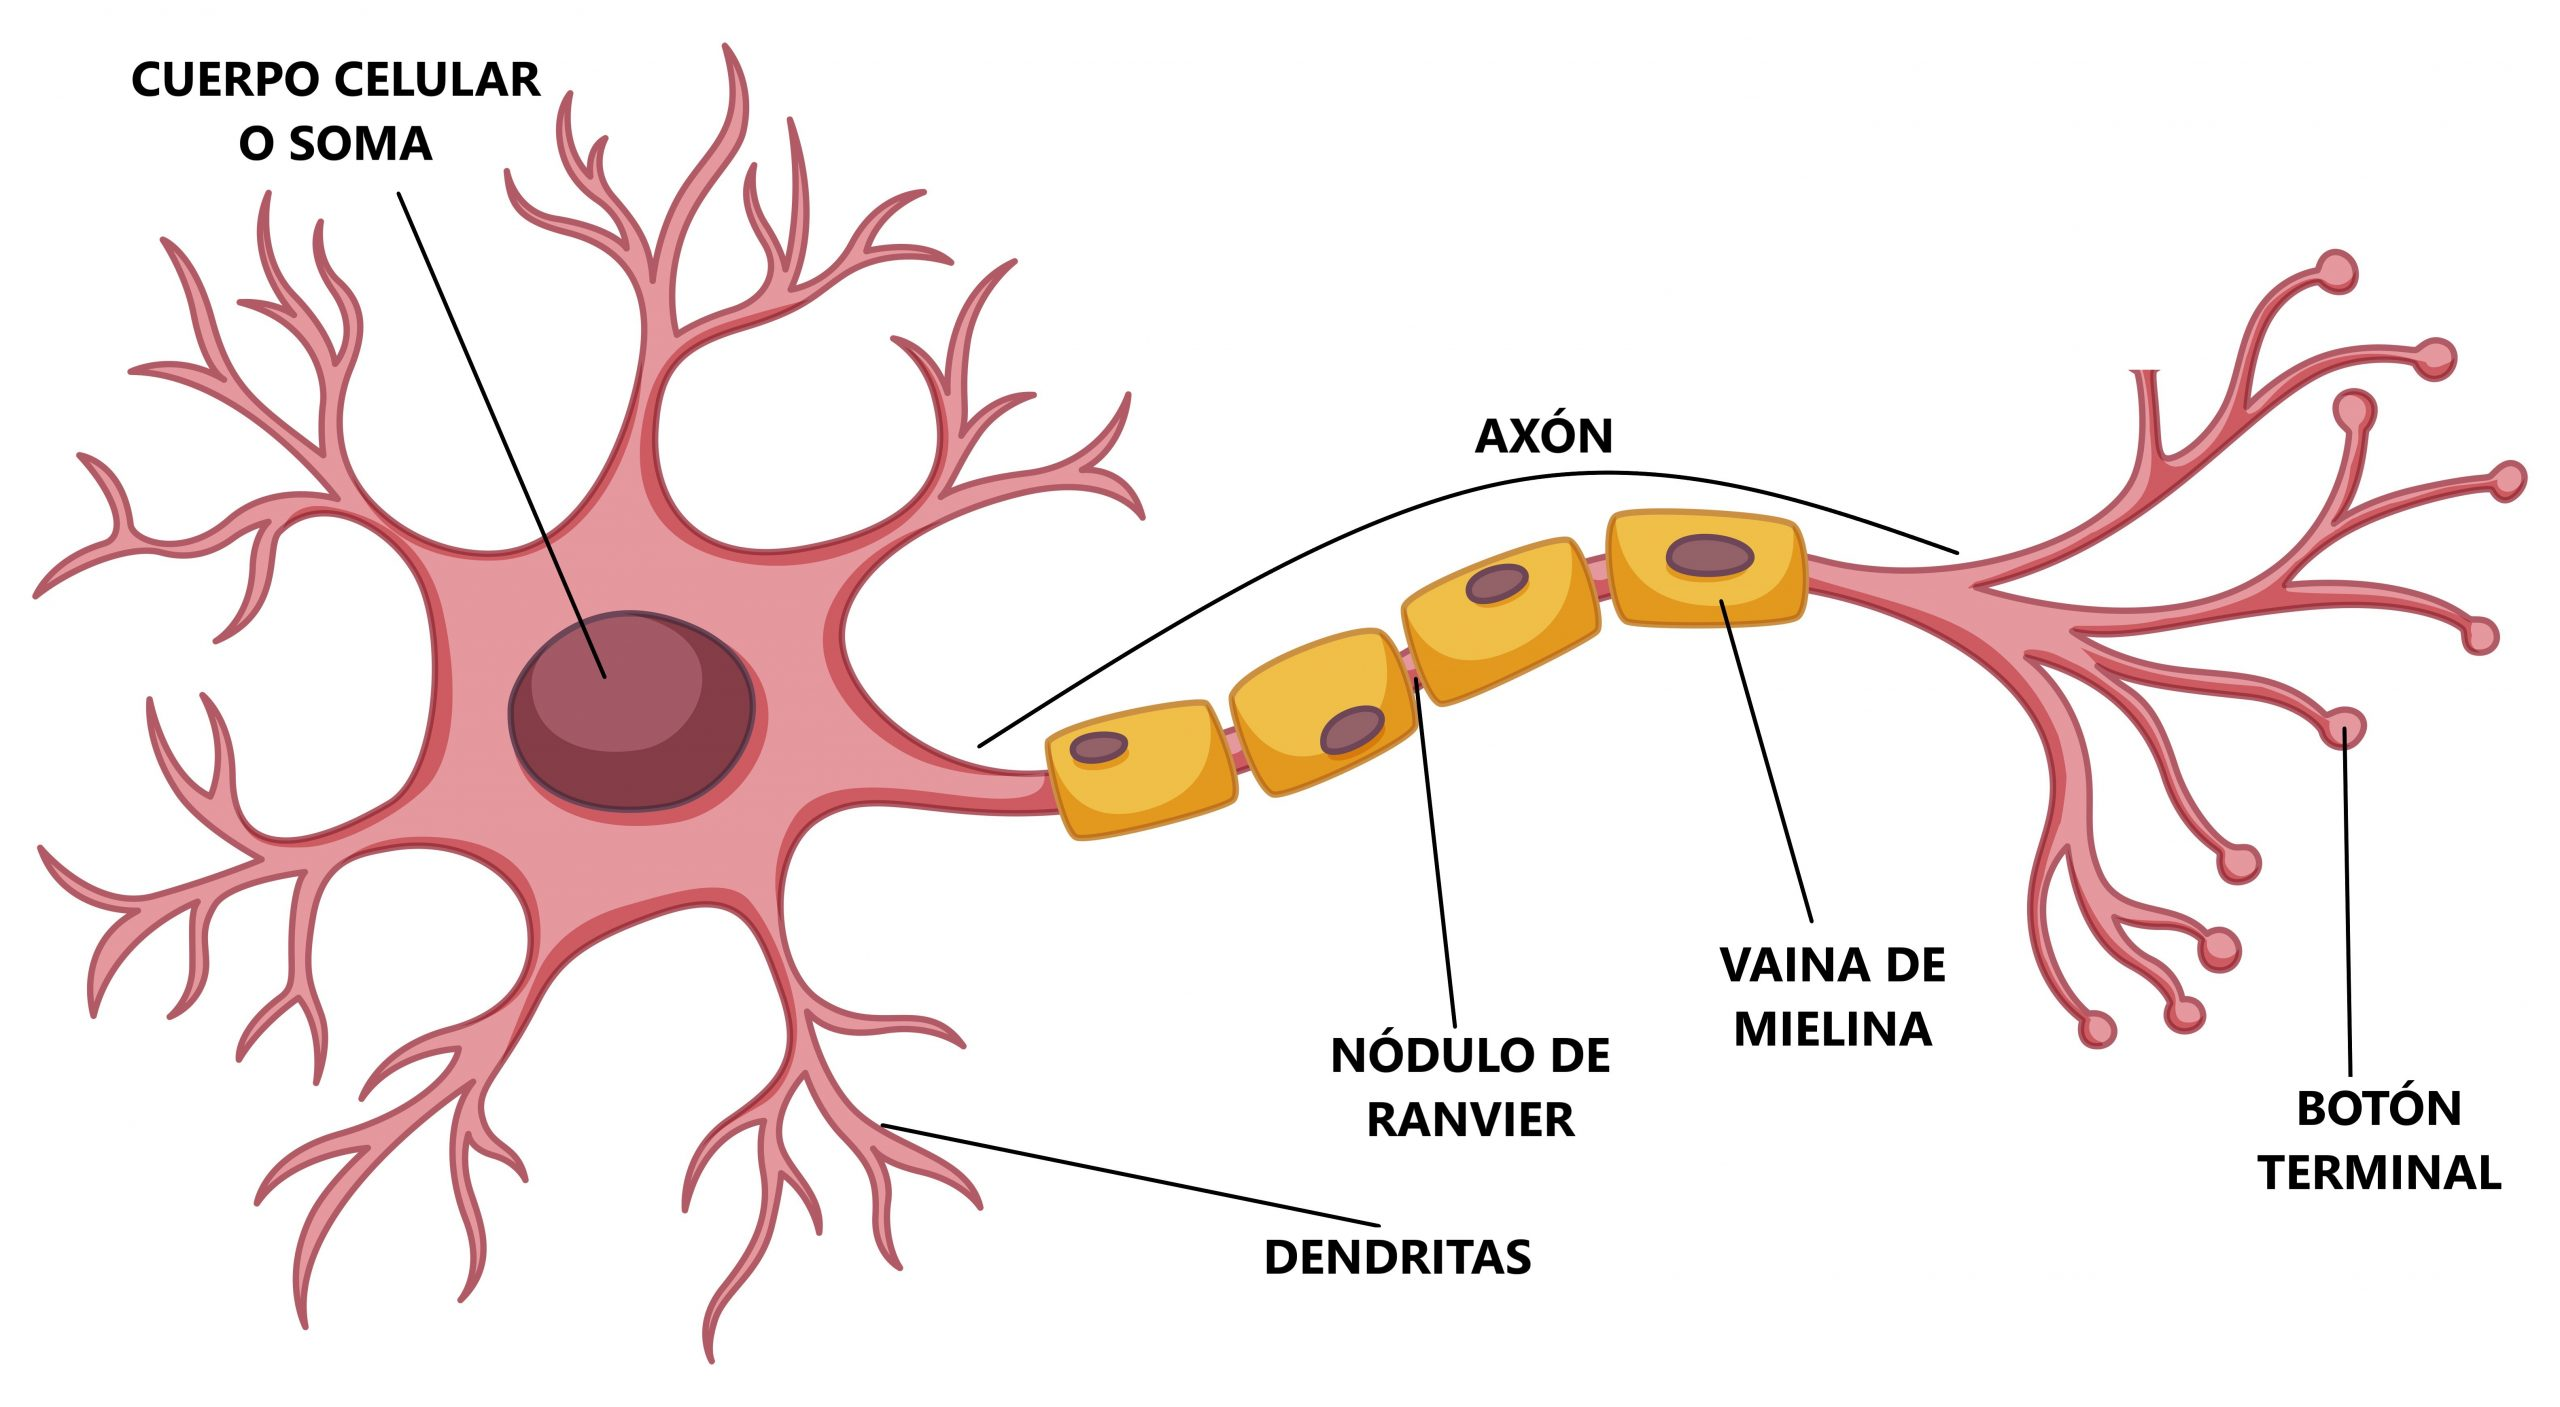 CUERPO CELULAR
O SOMA
AXÓN
VAINA DE
MIELINA
NÓDULO DE
RANVIER
BOTÓN
TERMINAL
DENDRITAS